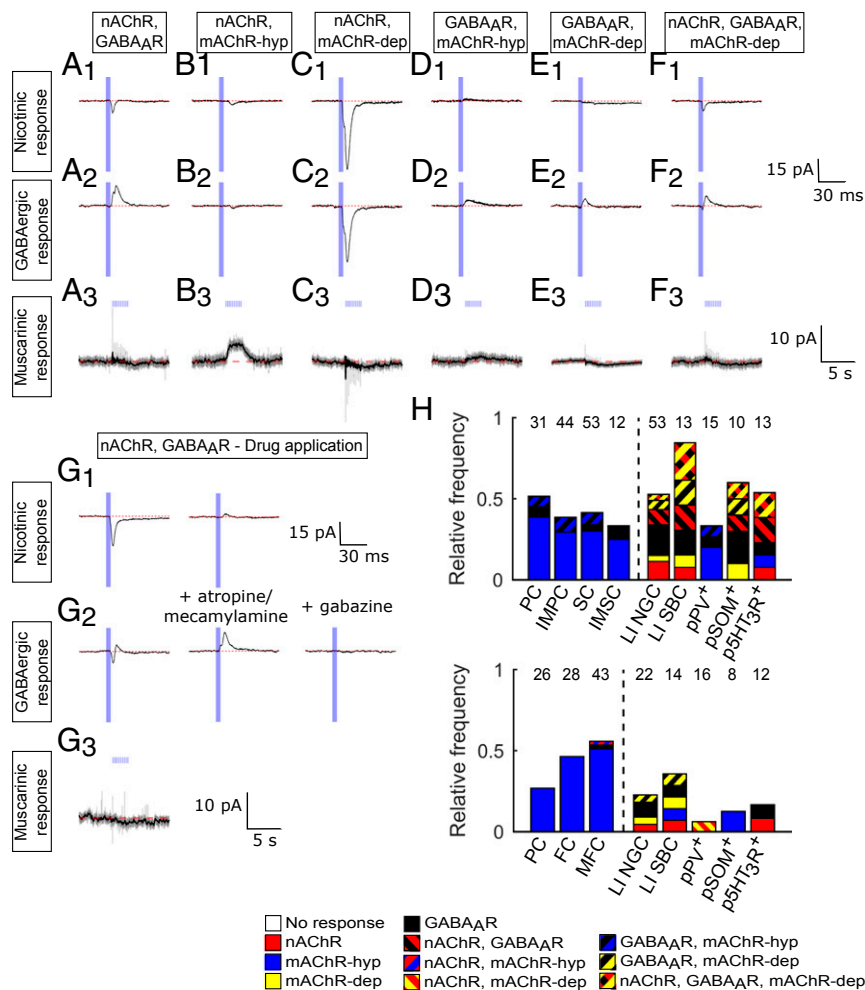 nAChR,
GABAAR
nAChR,
mAChR-hyp
nAChR,
mAChR-dep
GABAAR,
mAChR-hyp
GABAAR,
mAChR-dep
nAChR, GABAAR,
mAChR-dep
A1 B1 C1 D1 E1 F1
Nicotinic
response
15 pA
30 ms
A2 B2 C2 D2 E2 F2
GABAergic
response
A3 B3 C3 D3 E3 F3
Muscarinic
response
10 pA
5 s
nAChR, GABAAR - Drug application
G1
Nicotinic
response
15 pA
30 ms
G2
+ atropine/
mecamylamine
+ gabazine
GABAergic
response
G3
Muscarinic
response
10 pA
5 s
H
Relative frequency
1
0.5
0
31 44 53 12 53 13 15 10 13
PC IMPC SC IMSC LI NGC LI SBC pPV+ pSOM+ p5HT3R+
Relative frequency
1
0.5
0
26 28 43 22 14 16 8 12
PC FC MFC LI NGC LI SBC pPV+ pSOM+ p5HT3R+
No response
nAChR
mAChR-hyp
mAChR-dep
GABAAR
nAChR, GABAAR
nAChR, mAChR-hyp
nAChR, mAChR-dep
GABAAR, mAChR-hyp
GABAAR, mAChR-dep
nAChR, GABAAR, mAChR-dep